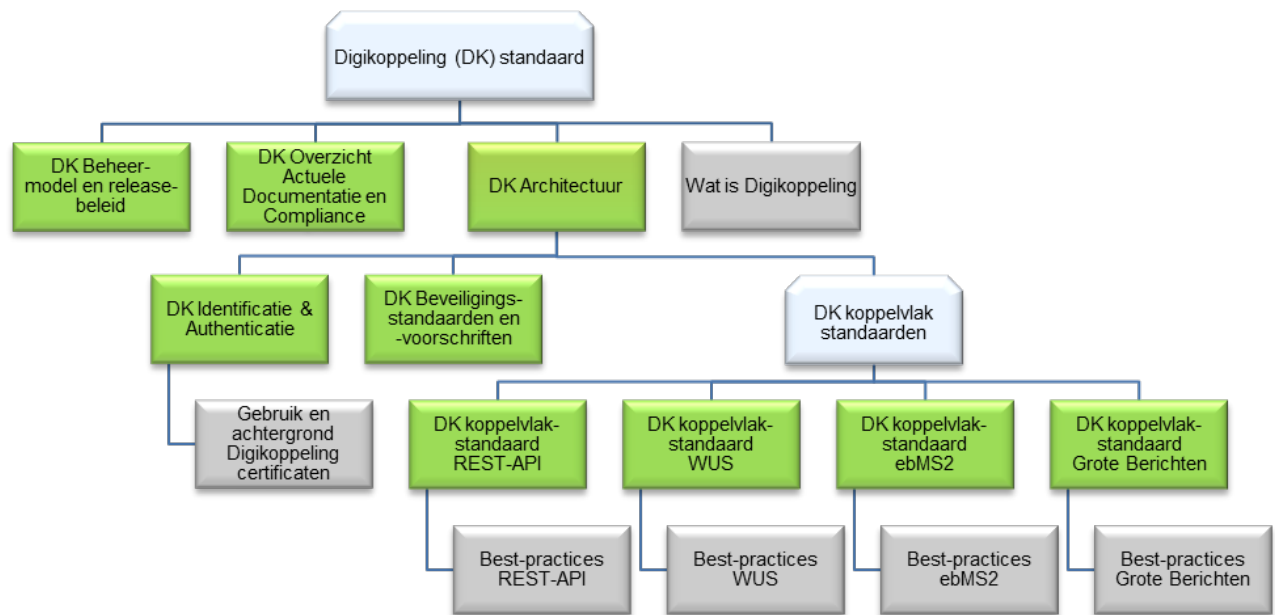 Digikoppeling (DK) standaard
DK Beheer-
model en release-
beleid
DK Overzicht
Actuele
Documentatie en
Compliance
DK Architectuur
Wat is Digikoppeling
DK Identificatie &
Authenticatie
DK Beveiligings-
standaarden en
-voorschriften
DK koppelvlak
standaarden
Gebruik en
achtergrond
Digikoppeling
certificaten
DK koppelvlak-
standaard
REST-API
DK koppelvlak-
standaard
WUS
DK koppelvlak-
standaard
ebMS2
DK koppelvlak-
standaard
Grote Berichten
Best-practices
REST-API
Best-practices
WUS
Best-practices
ebMS2
Best-practices
Grote Berichten